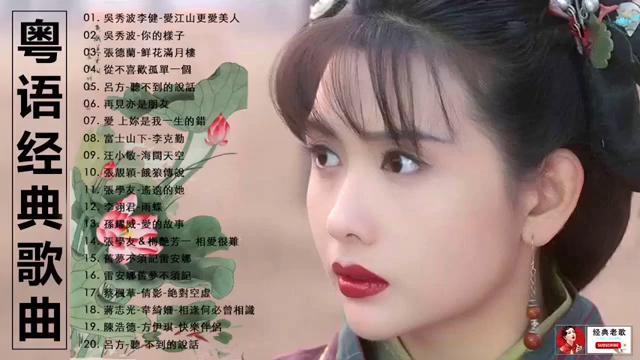 粤语经典歌曲
01. 吳秀波李健-愛江山更愛美人
02. 吳秀波-你的樣子
03. 張德蘭-鮮花滿月樓
04. 從不喜歡孤單一個
05. 呂方-聽不到的說話
06. 再見亦是朋友
07. 愛 上妳是我一生的錯
08. 富士山下-李克勤
09. 汪小敏-海闊天空
10. 張靚穎-餓狼傳說
11. 張學友-遙遠的她
12. 李翊君-雨蝶
13. 孫耀威-愛的故事
14. 張學友&梅艷芳一 相愛很難
15. 舊夢不須記雷安娜
16. 雷安娜舊夢不須記
17. 蔡楓華-倩影-絕對空虛
18. 蔣志光-韋綺姍-相逢何必曾相識
19. 陳浩德-方伊琪-快樂伴侶
20. 呂方-聽 不到的說話
经典老歌
SUBSCRIBE